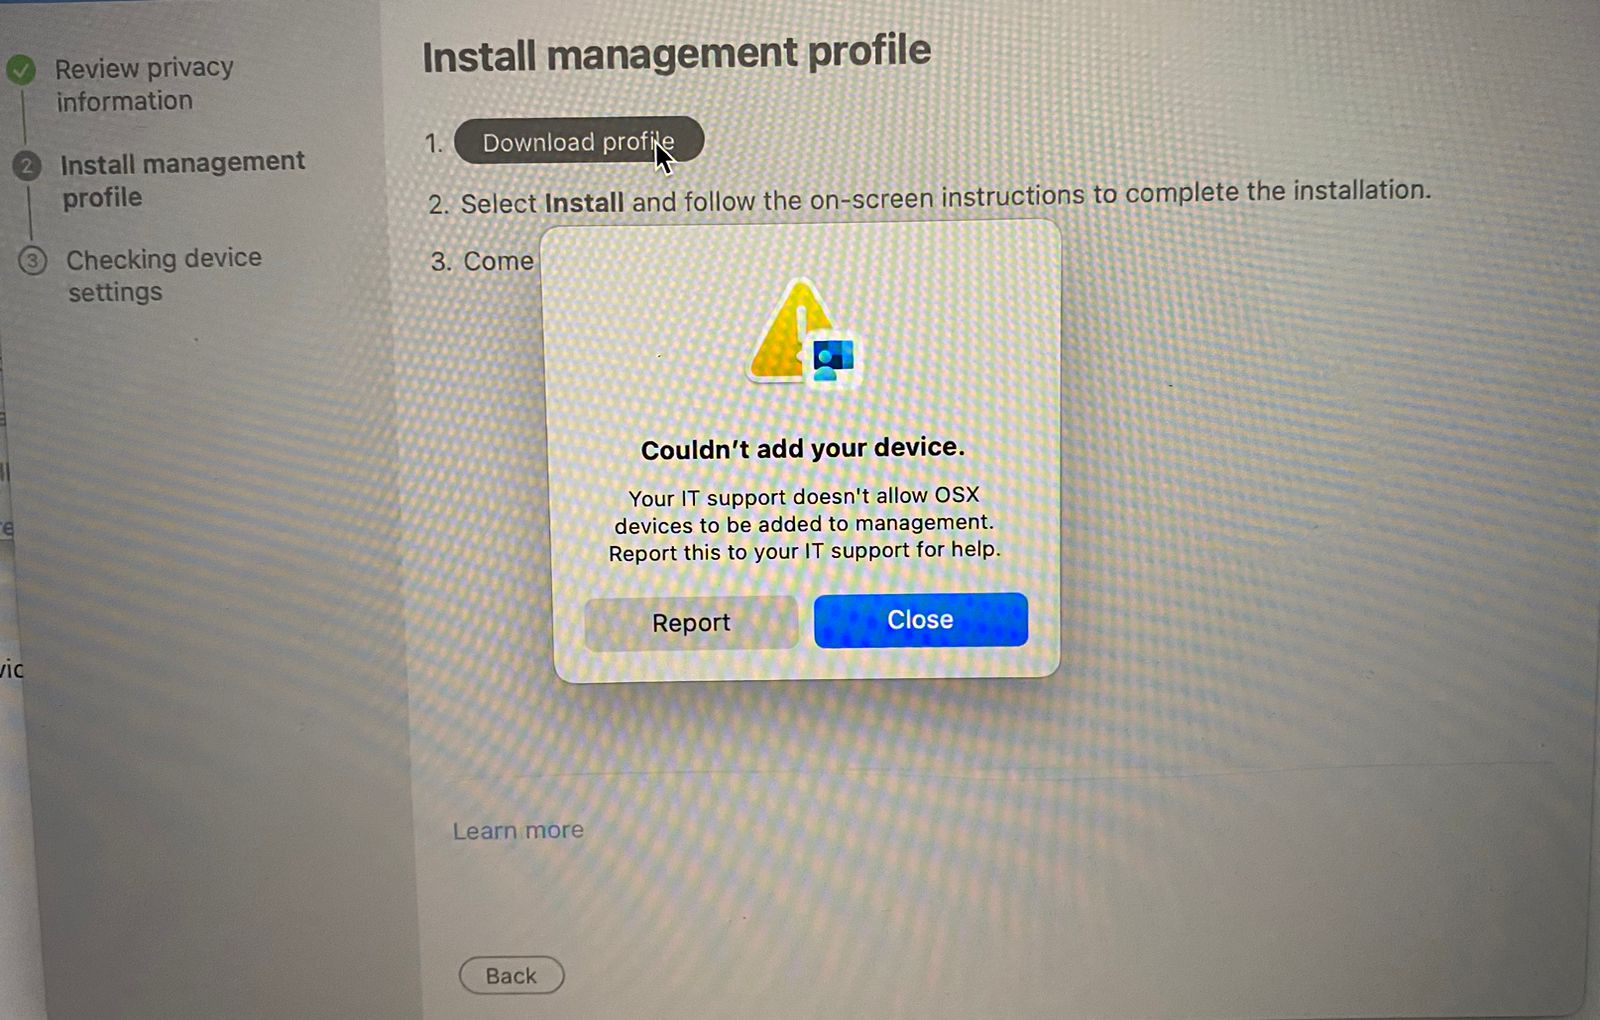 Review privacy
information
2
Install management
profile
3
Checking device
settings
Install management profile
1. Download profile
2. Select Install and follow the on-screen instructions to complete the installation.
3. Come
Couldn't add your device.
Your IT support doesn't allow OSX
devices to be added to management.
Report this to your IT support for help.
Report
Close
Learn more
Back